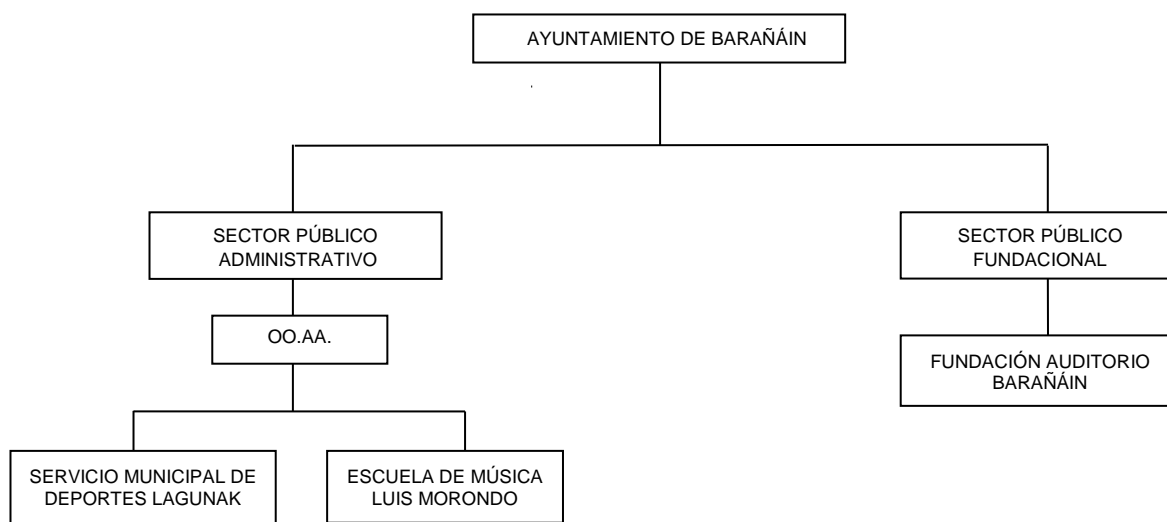 AYUNTAMIENTO DE BARAÑÁIN
SECTOR PÚBLICO
ADMINISTRATIVO
SECTOR PÚBLICO
FUNDACIONAL
OO.AA.
FUNDACIÓN AUDITORIO
BARAÑÁIN
SERVICIO MUNICIPAL DE
DEPORTES LAGUNAK
ESCUELA DE MÚSICA
LUIS MORONDO